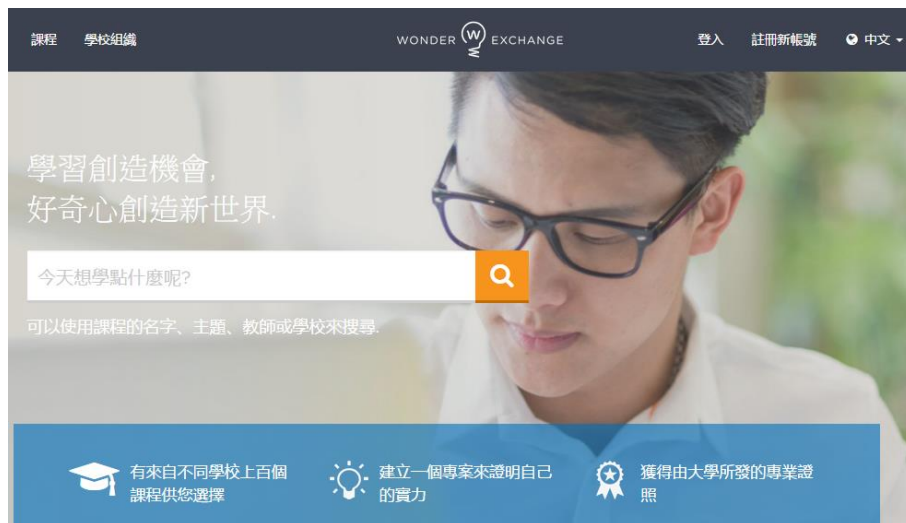 課程 學校組織 WONDER W EXCHANGE 登入 註冊新帳號 中文
學習創造機會,
好奇心創造新世界.
今天想學點什麼呢?
可以使用課程的名字、主題、教師或學校來搜尋.
有來自不同學校上百個
課程供您選擇
建立一個專案來證明自己
的實力
獲得由大學所發的專業證
照